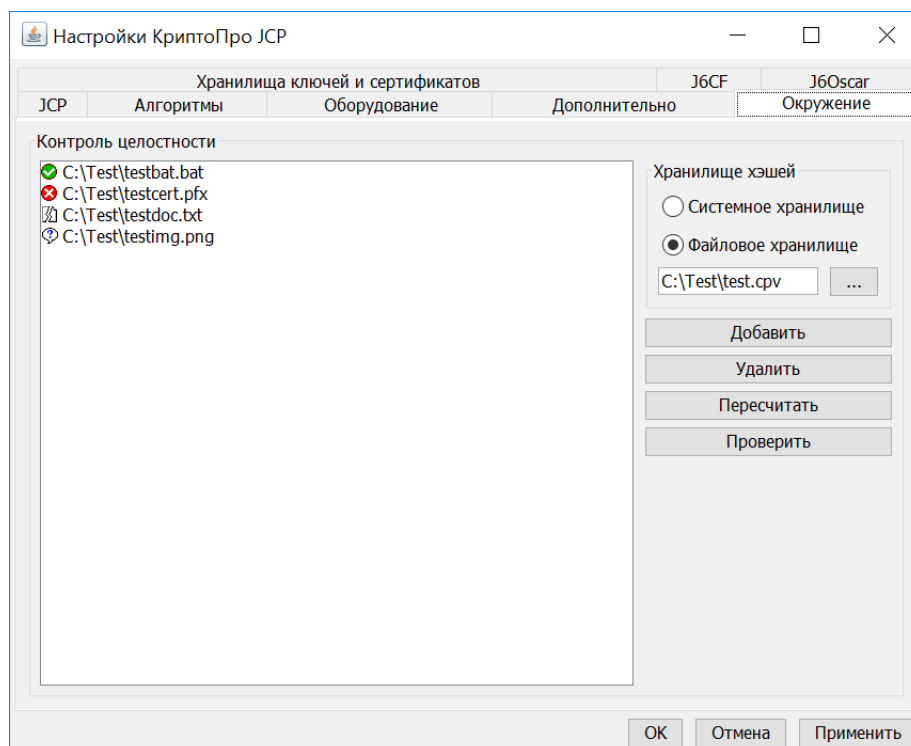 Настройки КриптоПро JCP
Хранилища ключей и сертификатов J6CF J6Oscar
JCP Алгоритмы Оборудование Дополнительно Окружение
Контроль целостности
C:\Test\testbat.bat
C:\Test\testcert.pfx
C:\Test\testdoc.txt
C:\Test\testimg.png
Хранилище хэшей
Системное хранилище
Файловое хранилище
C:\Test\test.cpv ...
Добавить
Удалить
Пересчитать
Проверить
OK Отмена Применить